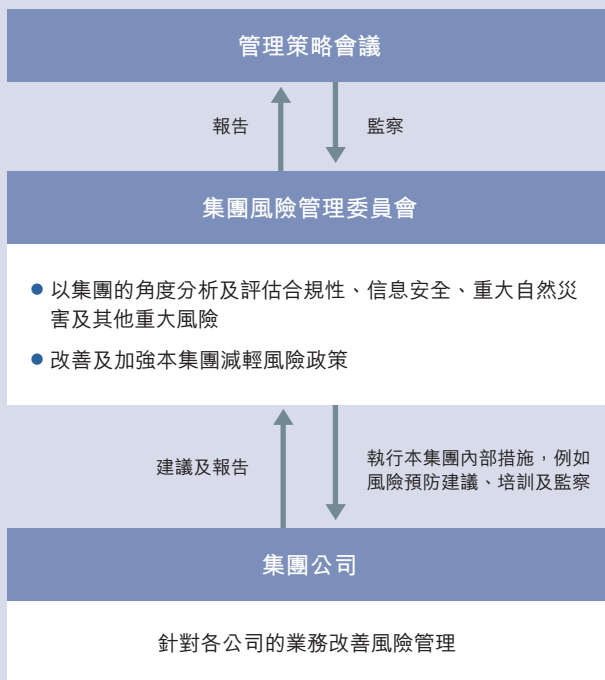 管理策略會議
報告
監察
集團風險管理委員會
● 以集團的角度分析及評估合規性、信息安全、重大自然災
害及其他重大風險
● 改善及加強本集團減輕風險政策
建議及報告
執行本集團內部措施，例如
風險預防建議、培訓及監察
集團公司
針對各公司的業務改善風險管理